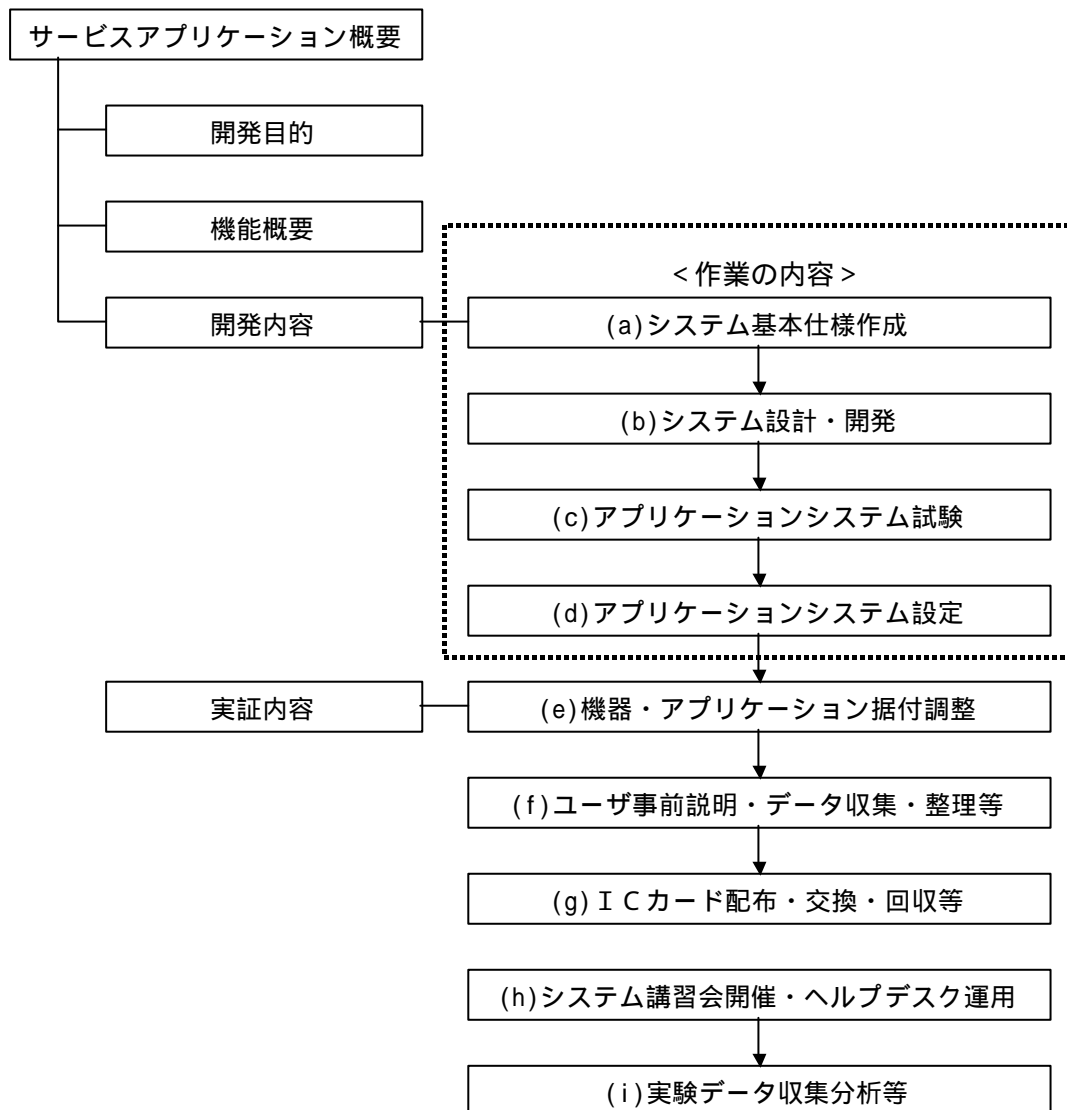 サービスアプリケーション概要
開発目的
機能概要
<作業の内容>
開発内容
(a)システム基本仕様作成
(b)システム設計・開発
(c)アプリケーションシステム試験
(d)アプリケーションシステム設定
実証内容
(e)機器・アプリケーション据付調整
(f)ユーザ事前説明・データ収集・整理等
(g)ＩＣカード配布・交換・回収等
(h)システム講習会開催・ヘルプデスク運用
(i)実験データ収集分析等